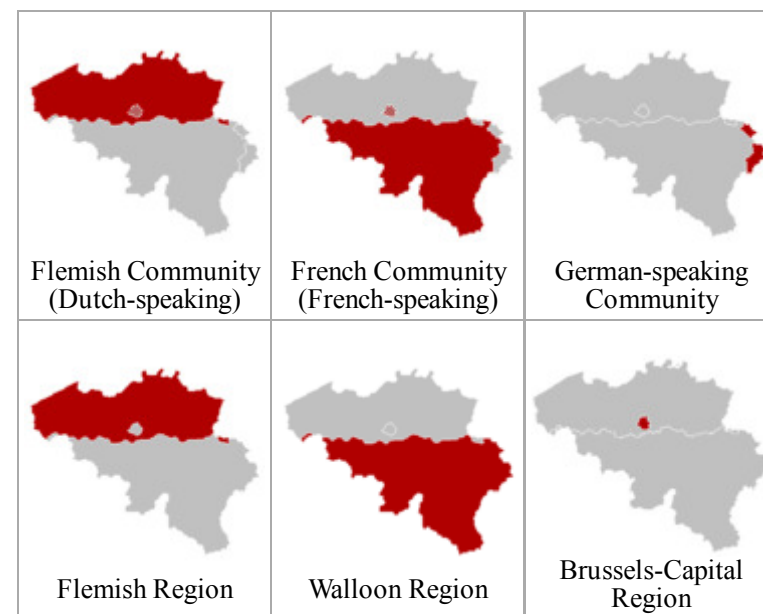 Flemish Community
(Dutch-speaking)
French Community
(French-speaking)
German-speaking
Community
Flemish Region
Walloon Region
Brussels-Capital
Region